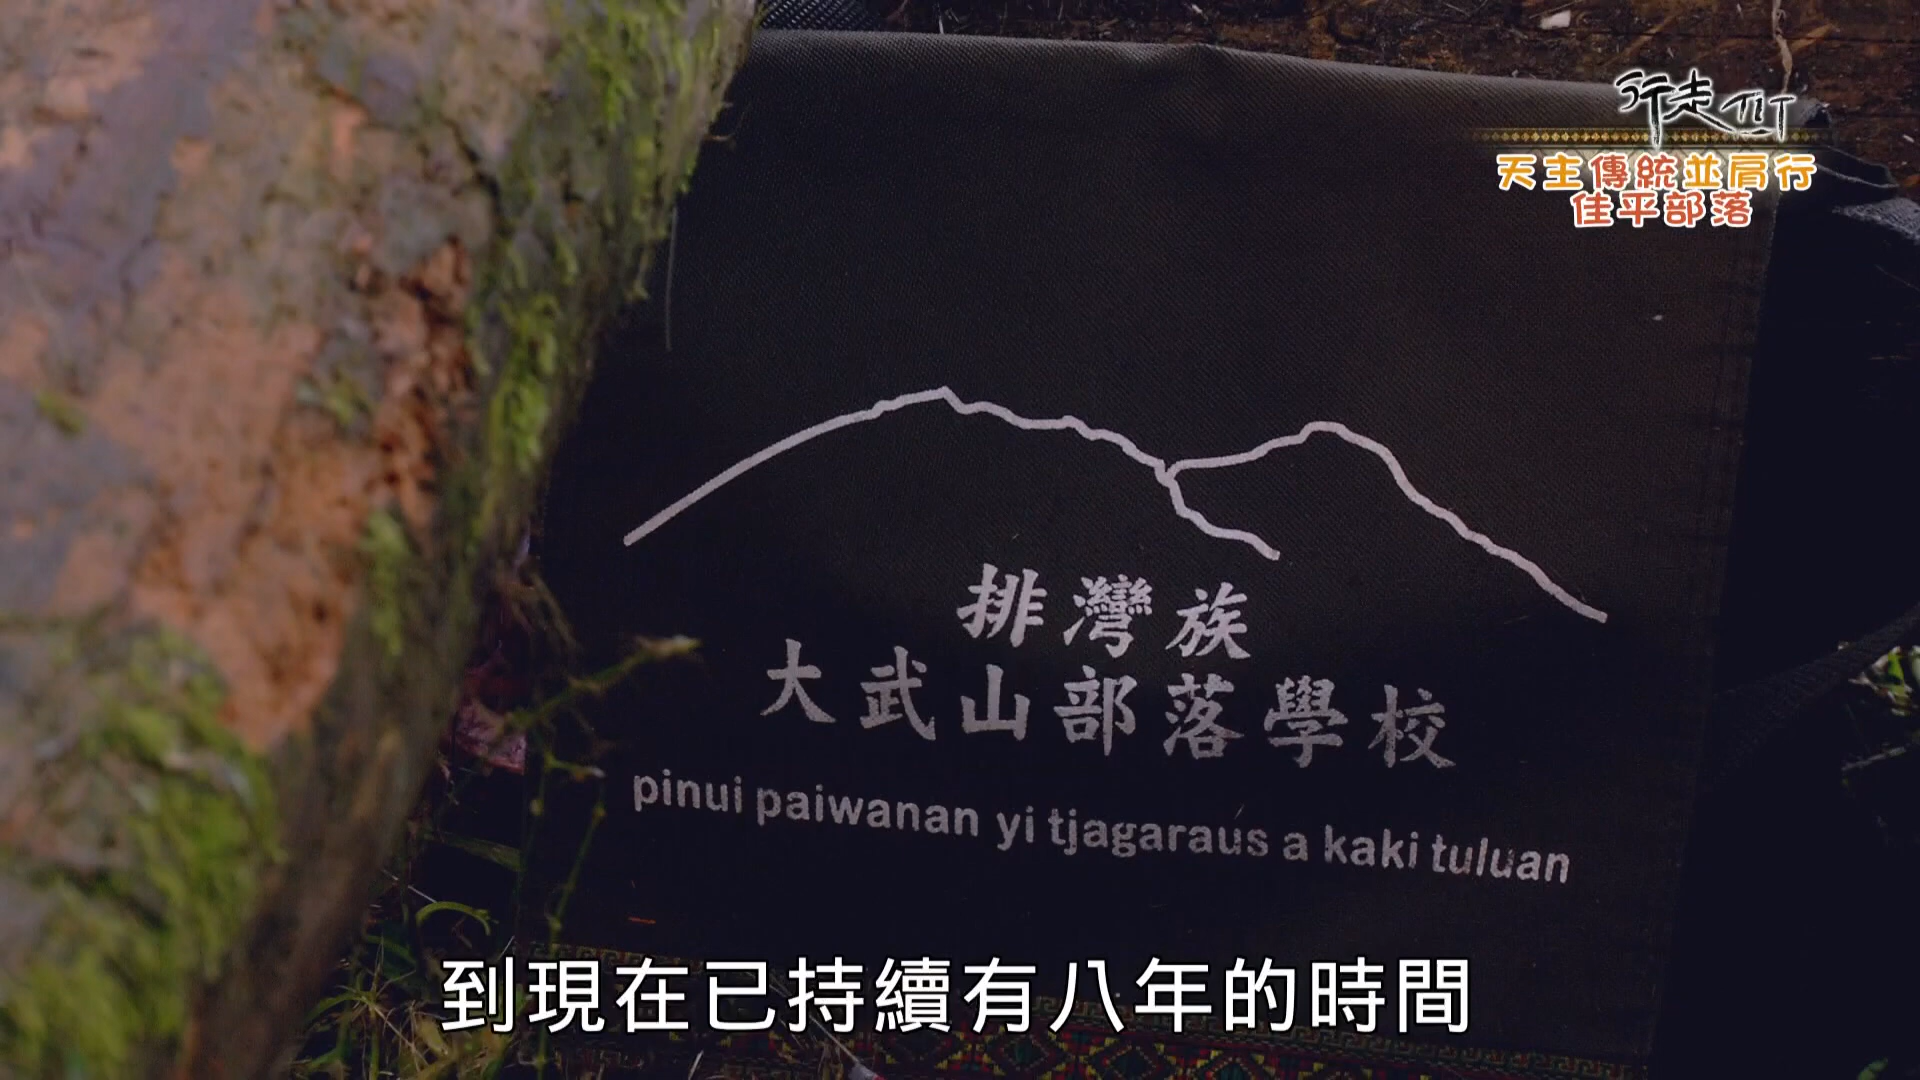 行走TIT
天主傳統並肩行
佳平部落
排灣族
大武山部落學校
pinui paiwanan yi tjagaraus a kaki tuluan
到現在已持續有八年的時間